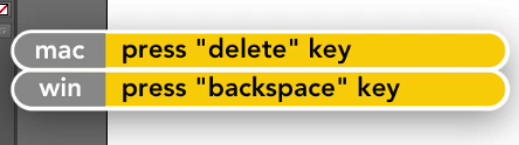 mac press "delete" key
win press "backspace" key